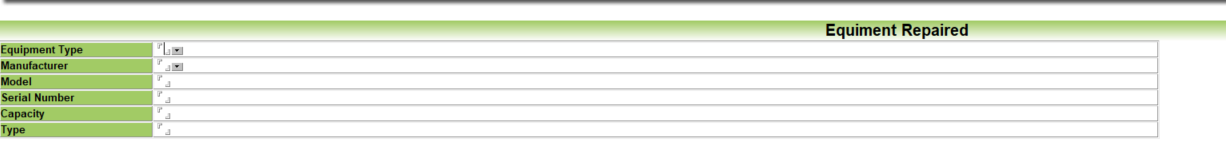 Equiment Repaired
Equipment Type
Manufacturer
Model
Serial Number
Capacity
Type